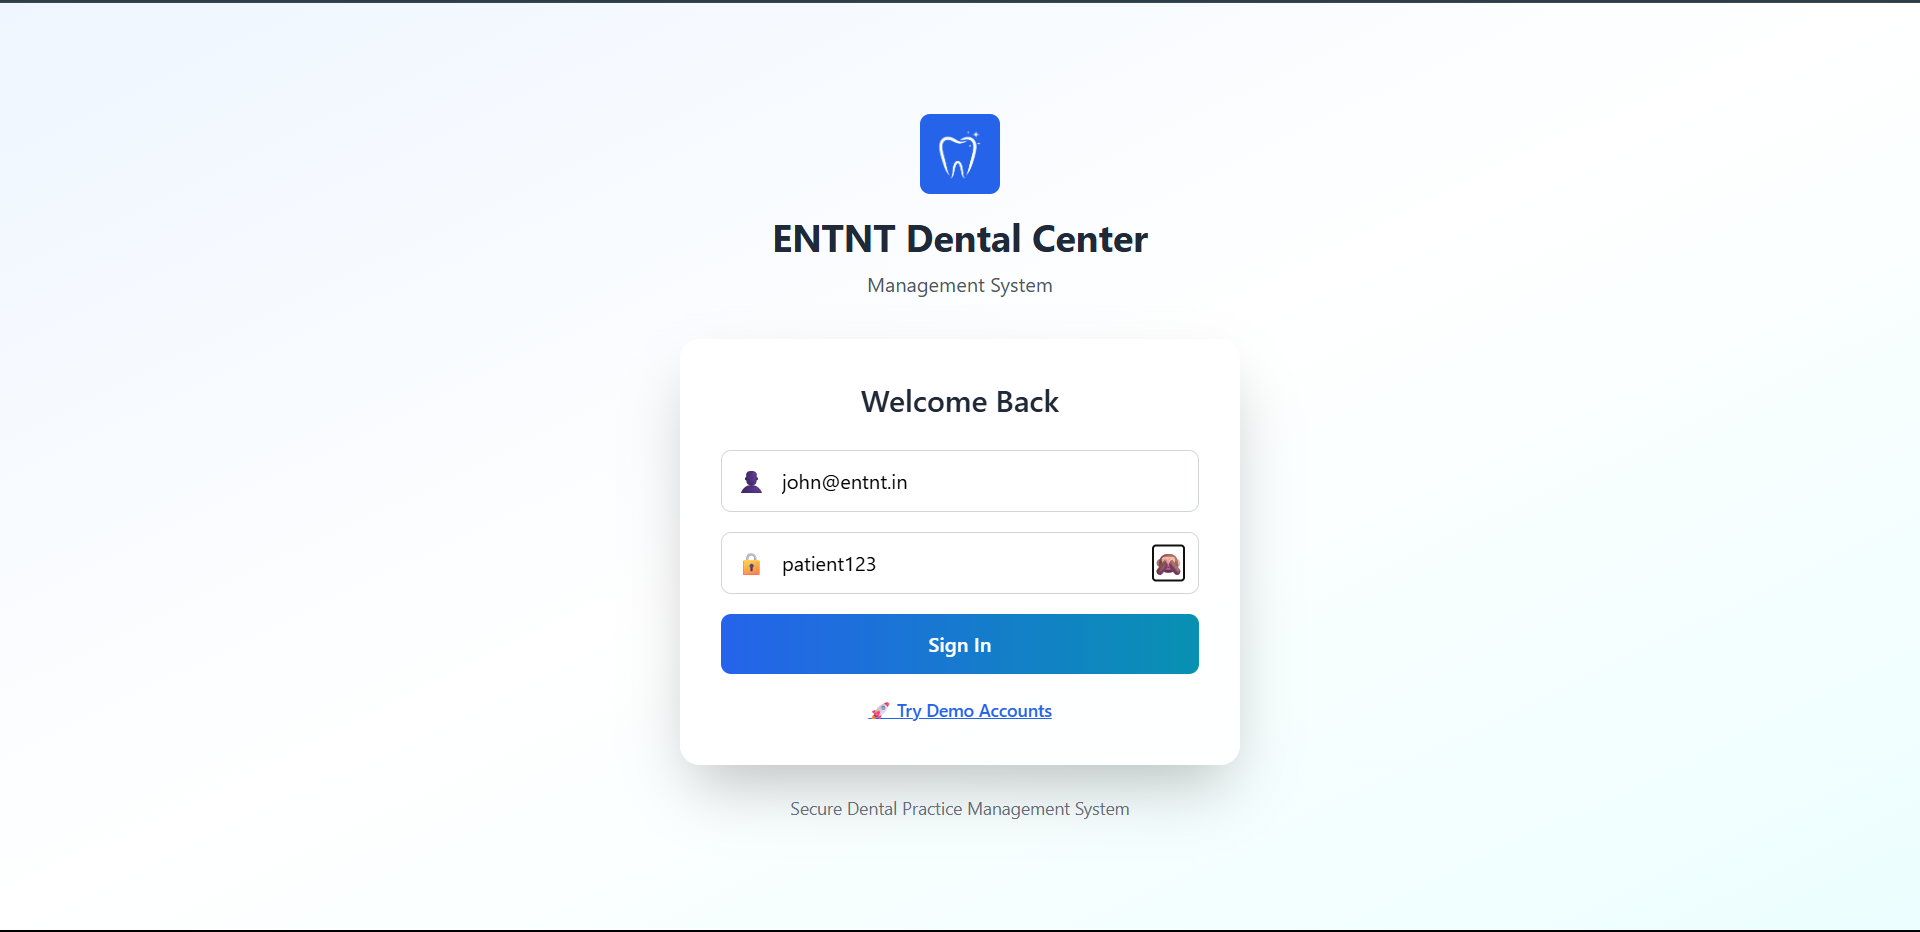 ENTNT Dental Center
Management System
Welcome Back
john@entnt.in
patient123
Sign In
🚀 Try Demo Accounts
Secure Dental Practice Management System